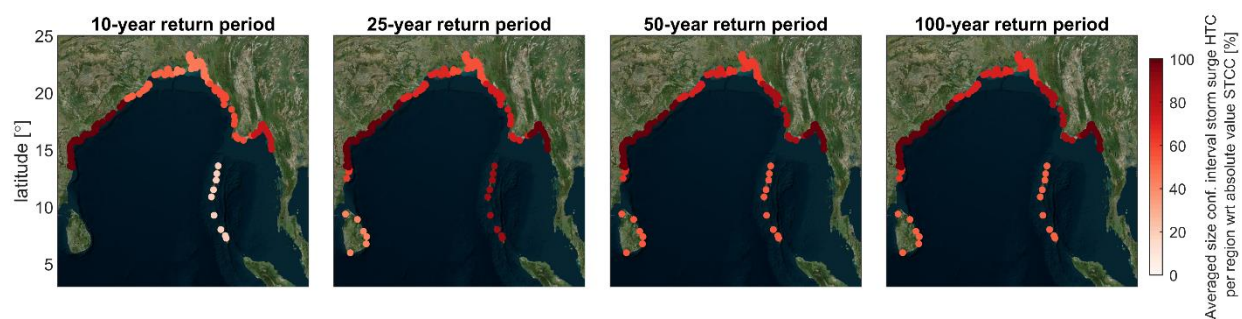 10-year return period
25-year return period
50-year return period
100-year return period
25
20
15
10
5
latitude [°]
100
80
60
40
20
0
Averaged size conf. interval storm surge HTC
per region wrt absolute value STCC [%]